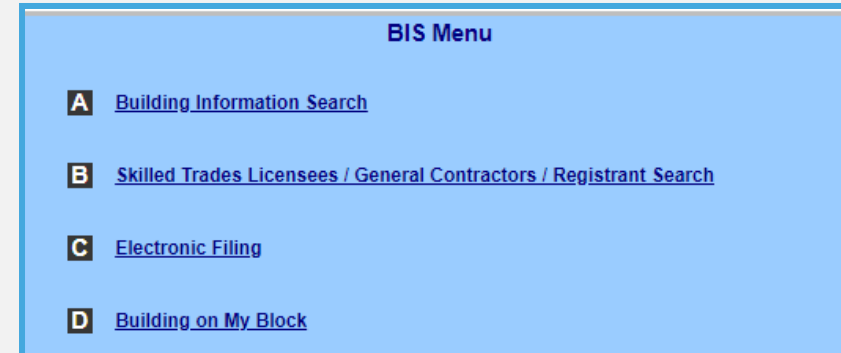 BIS Menu
A Building Information Search
B Skilled Trades Licensees / General Contractors / Registrant Search
C Electronic Filing
D Building on My Block